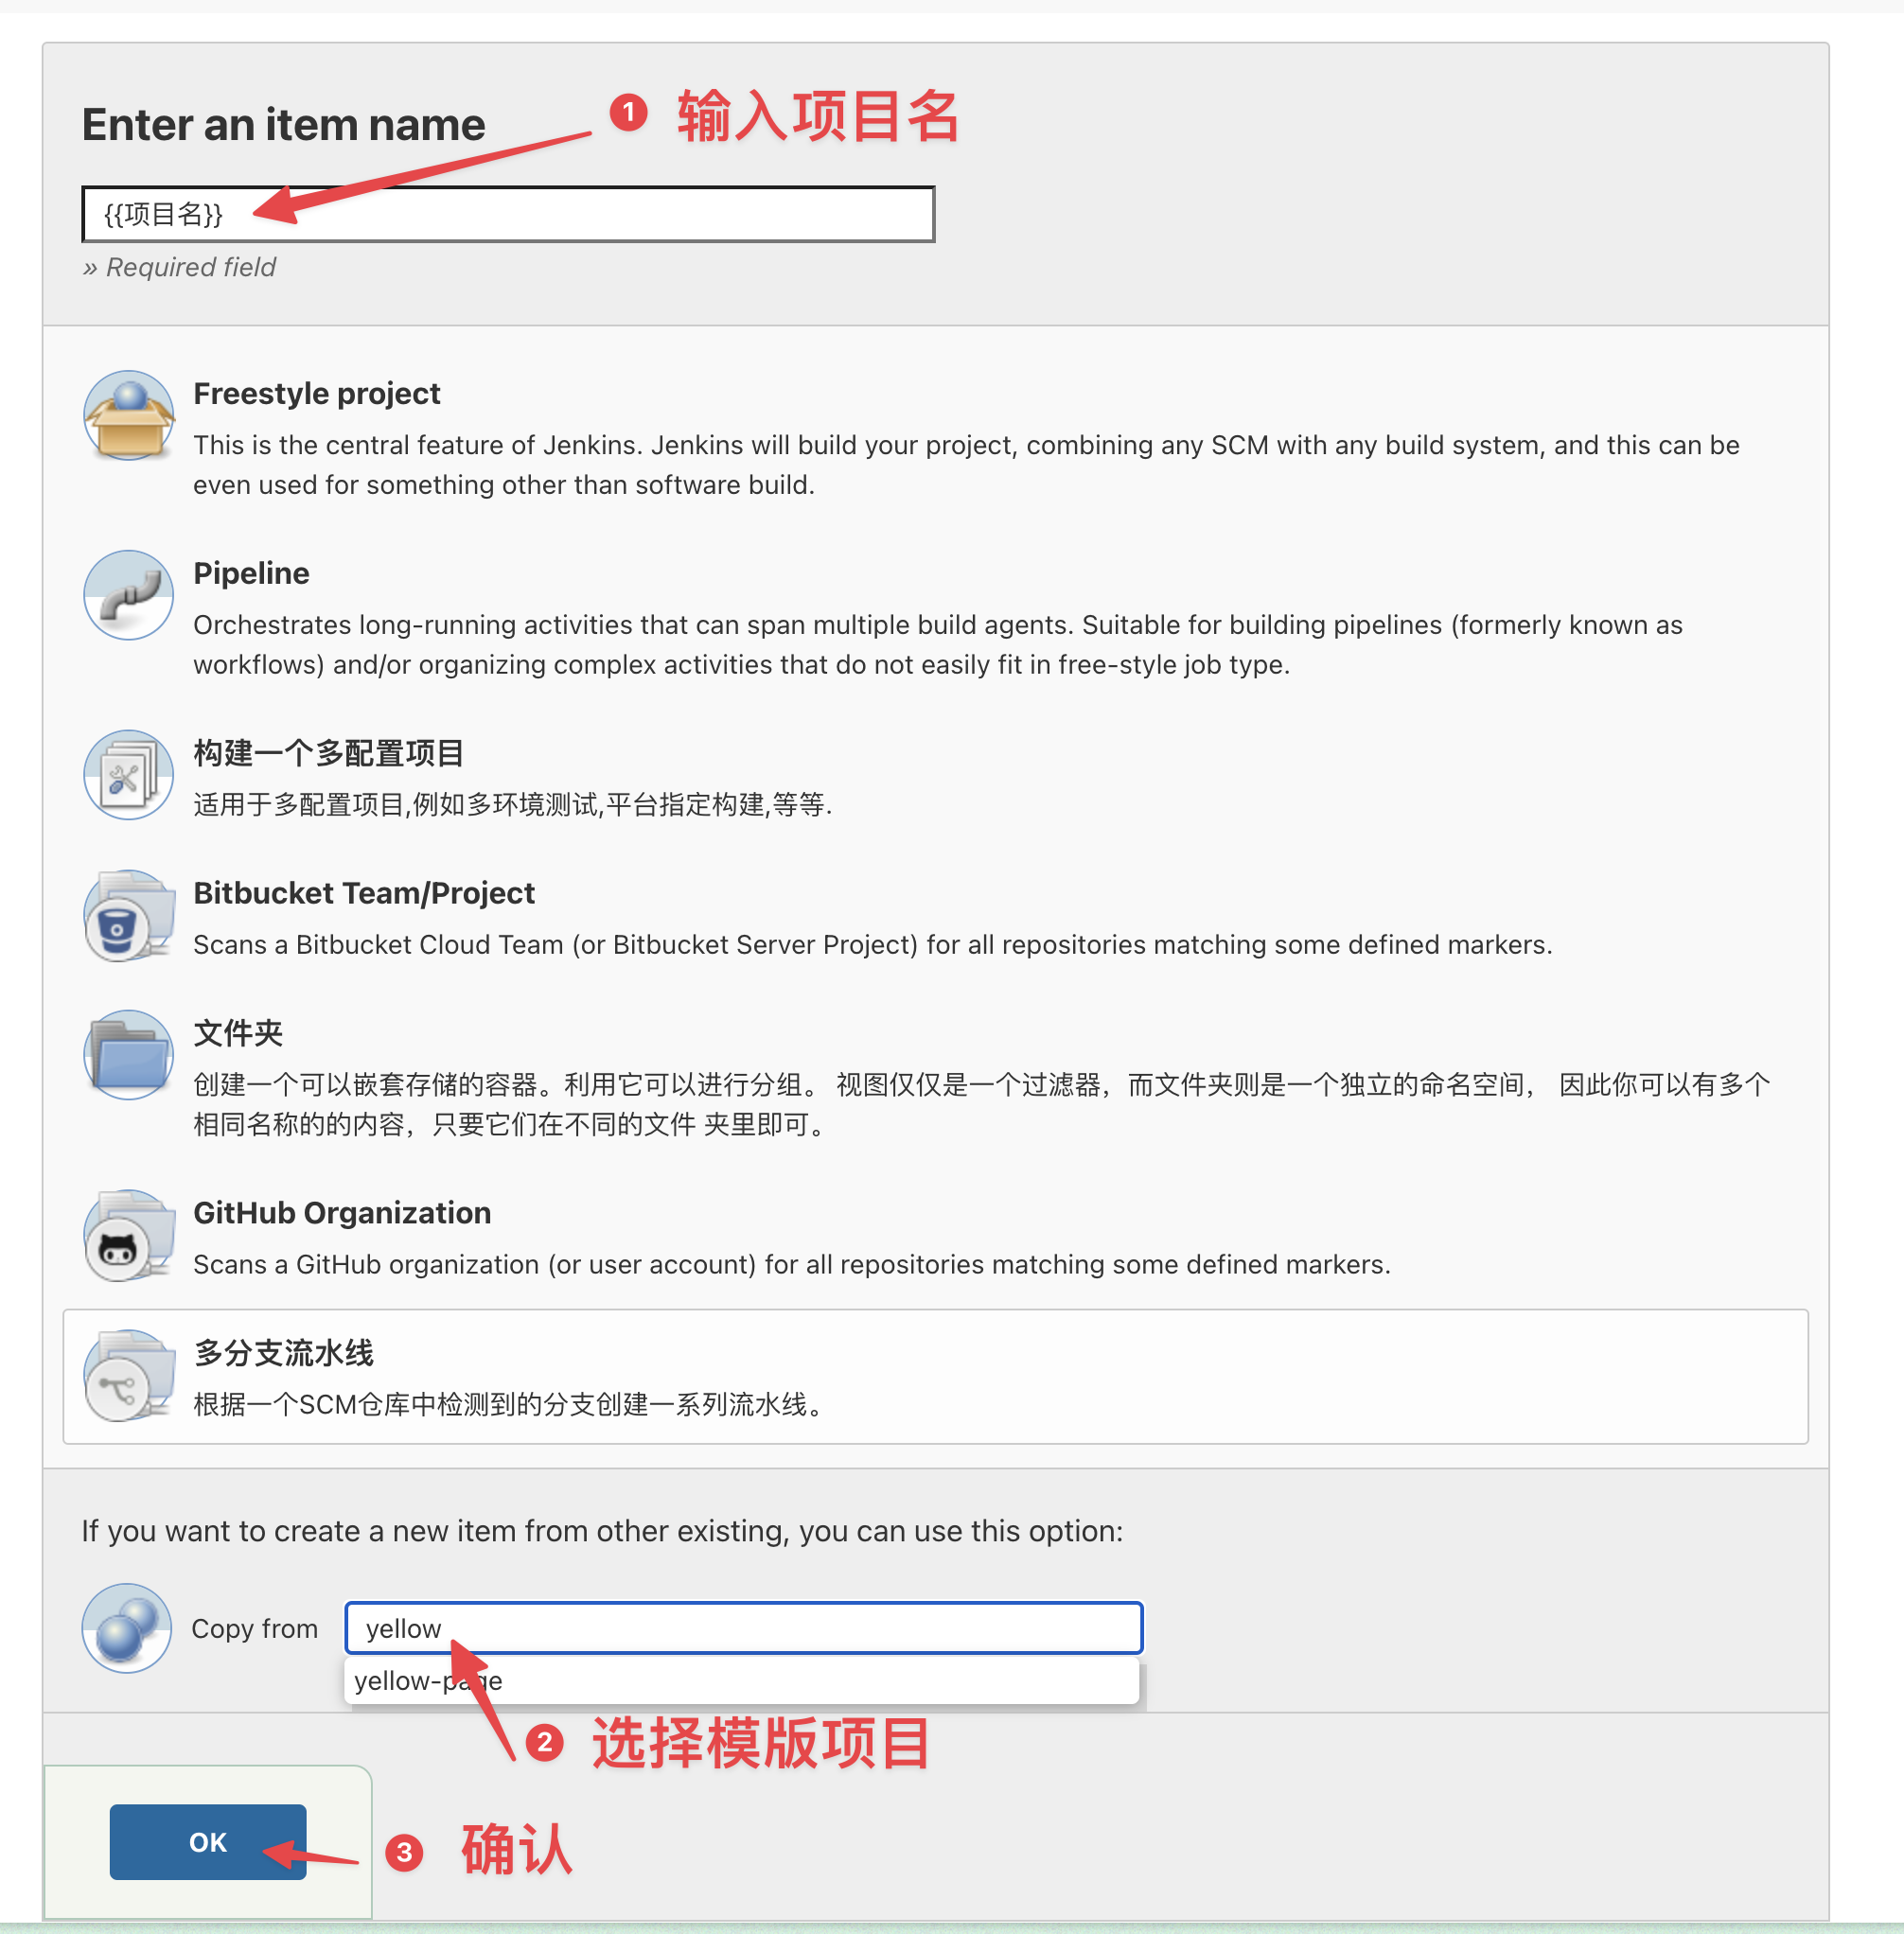 Enter an item name
1 输入项目名
{{项目名}}
» Required field
Freestyle project
This is the central feature of Jenkins. Jenkins will build your project, combining any SCM with any build system, and this can be
even used for something other than software build.
Pipeline
Orchestrates long-running activities that can span multiple build agents. Suitable for building pipelines (formerly known as
workflows) and/or organizing complex activities that do not easily fit in free-style job type.
构建一个多配置项目
适用于多配置项目,例如多环境测试,平台指定构建,等等.
Bitbucket Team/Project
Scans a Bitbucket Cloud Team (or Bitbucket Server Project) for all repositories matching some defined markers.
文件夹
创建一个可以嵌套存储的容器。利用它可以进行分组。 视图仅仅是一个过滤器，而文件夹则是一个独立的命名空间， 因此你可以有多个
相同名称的的内容，只要它们在不同的文件 夹里即可。
GitHub Organization
Scans a GitHub organization (or user account) for all repositories matching some defined markers.
多分支流水线
根据一个SCM仓库中检测到的分支创建一系列流水线。
If you want to create a new item from other existing, you can use this option:
Copy from
yellow
yellow-page
2 选择模版项目
OK
3 确认